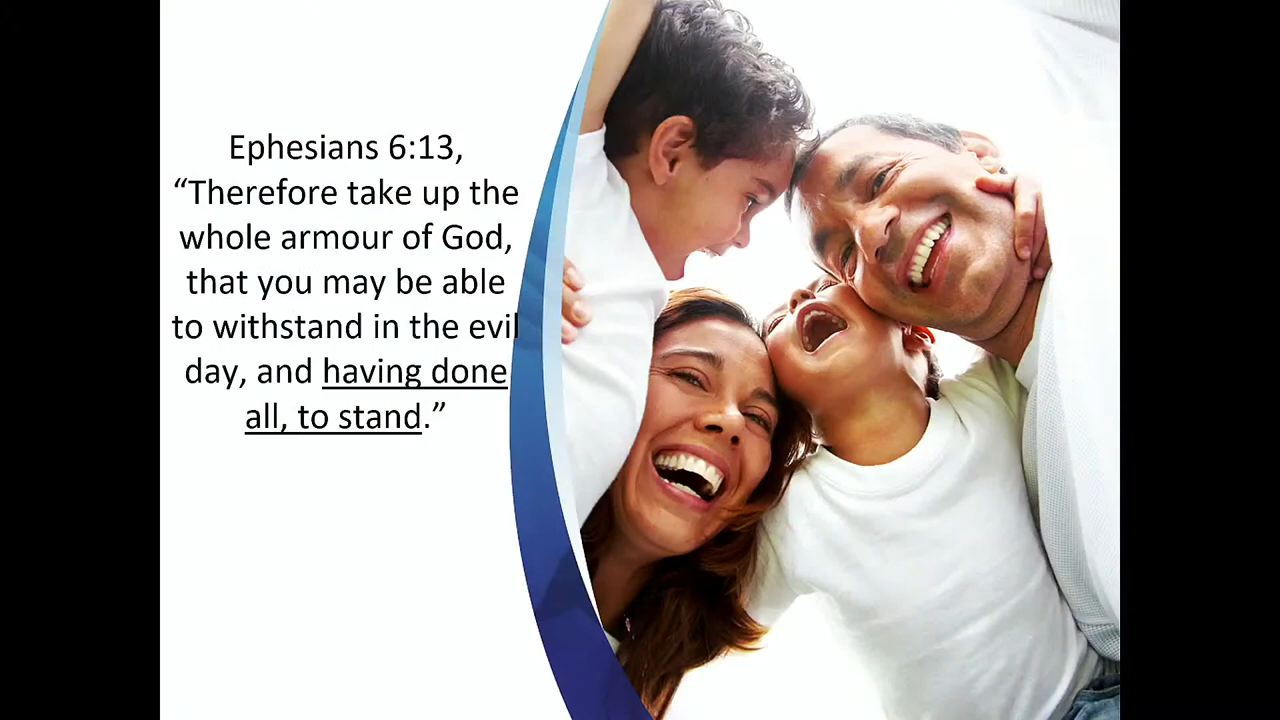 Ephesians 6:13,
“Therefore take up the
whole armour of God,
that you may be able
to withstand in the evil
day, and having done
all, to stand.”